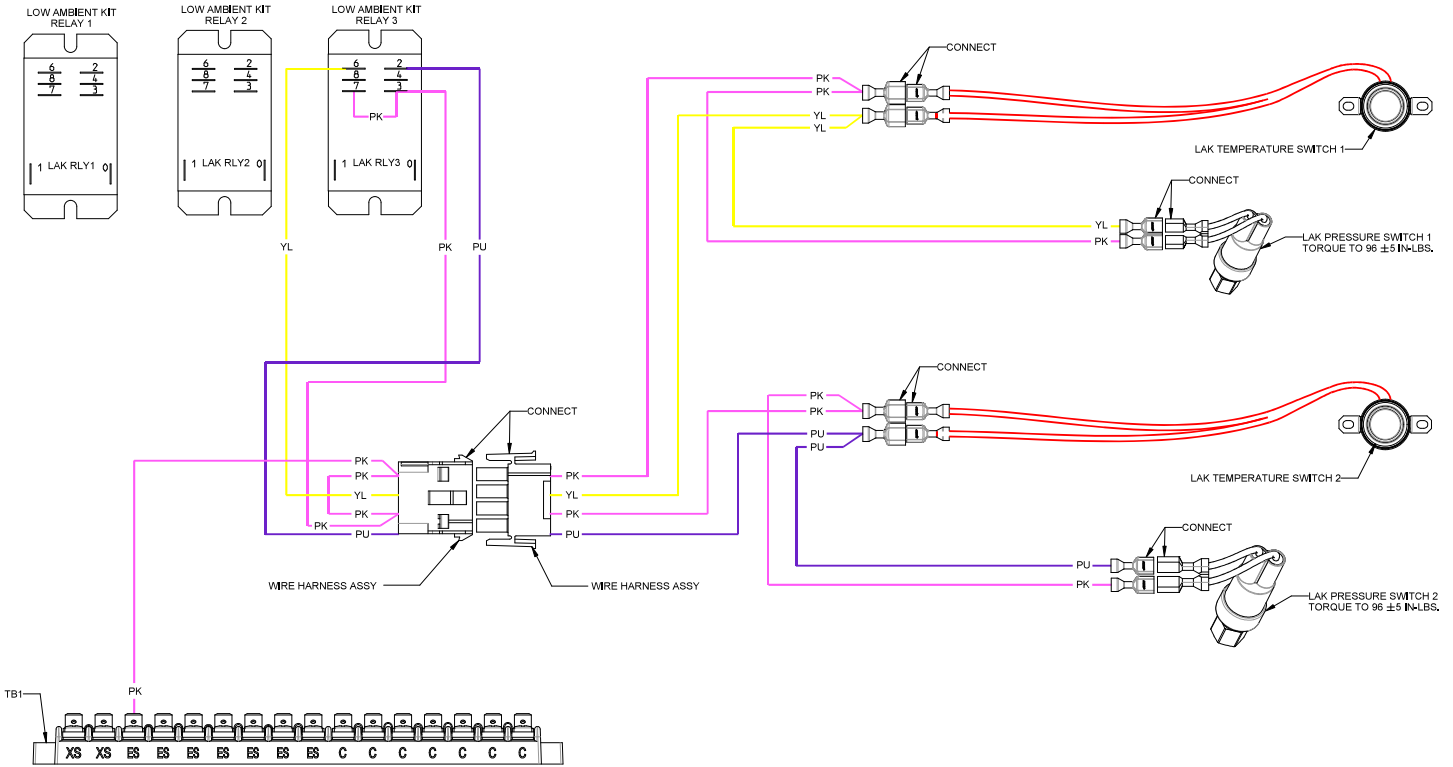 LOW AMBIENT KIT
RELAY 1
6 2
8 4
7 3
1 LAK RLY1 0
LOW AMBIENT KIT
RELAY 2
6 2
8 4
7 3
1 LAK RLY2 0
LOW AMBIENT KIT
RELAY 3
6 2
8 4
7 3
PK
1 LAK RLY3 0
YL
PK
PU
CONNECT
PK
PK
YL
YL
LAK TEMPERATURE SWITCH 1
CONNECT
YL
PK
LAK PRESSURE SWITCH 1
TORQUE TO 96 ±5 IN-LBS.
CONNECT
PK
PK
PU
PU
LAK TEMPERATURE SWITCH 2
CONNECT
PU
PK
LAK PRESSURE SWITCH 2
TORQUE TO 96 ±5 IN-LBS.
CONNECT
PK
PK
YL
PK
PK
PU
PK
YL
PK
PU
WIRE HARNESS ASSY
WIRE HARNESS ASSY
PK
TB1
XS XS ES ES ES ES ES ES ES C C C C C C C